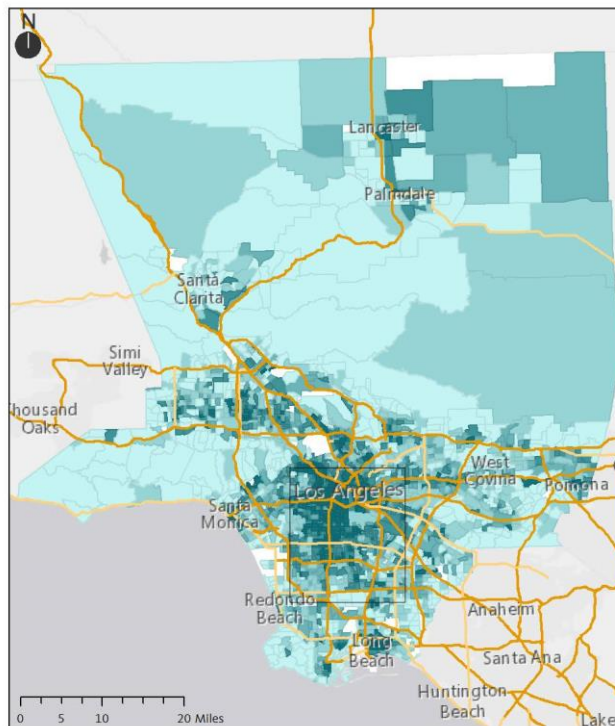 N
Lancaster
Palmdale
Santa
Clarita
Simi
Valley
Thousand
Oaks
Los Angeles
West
Covina
Pomona
Santa
Monica
Redondo
Beach
Anaheim
Long
Beach
Santa Ana
Huntington
Beach
Lake
0 5 10 20 Miles